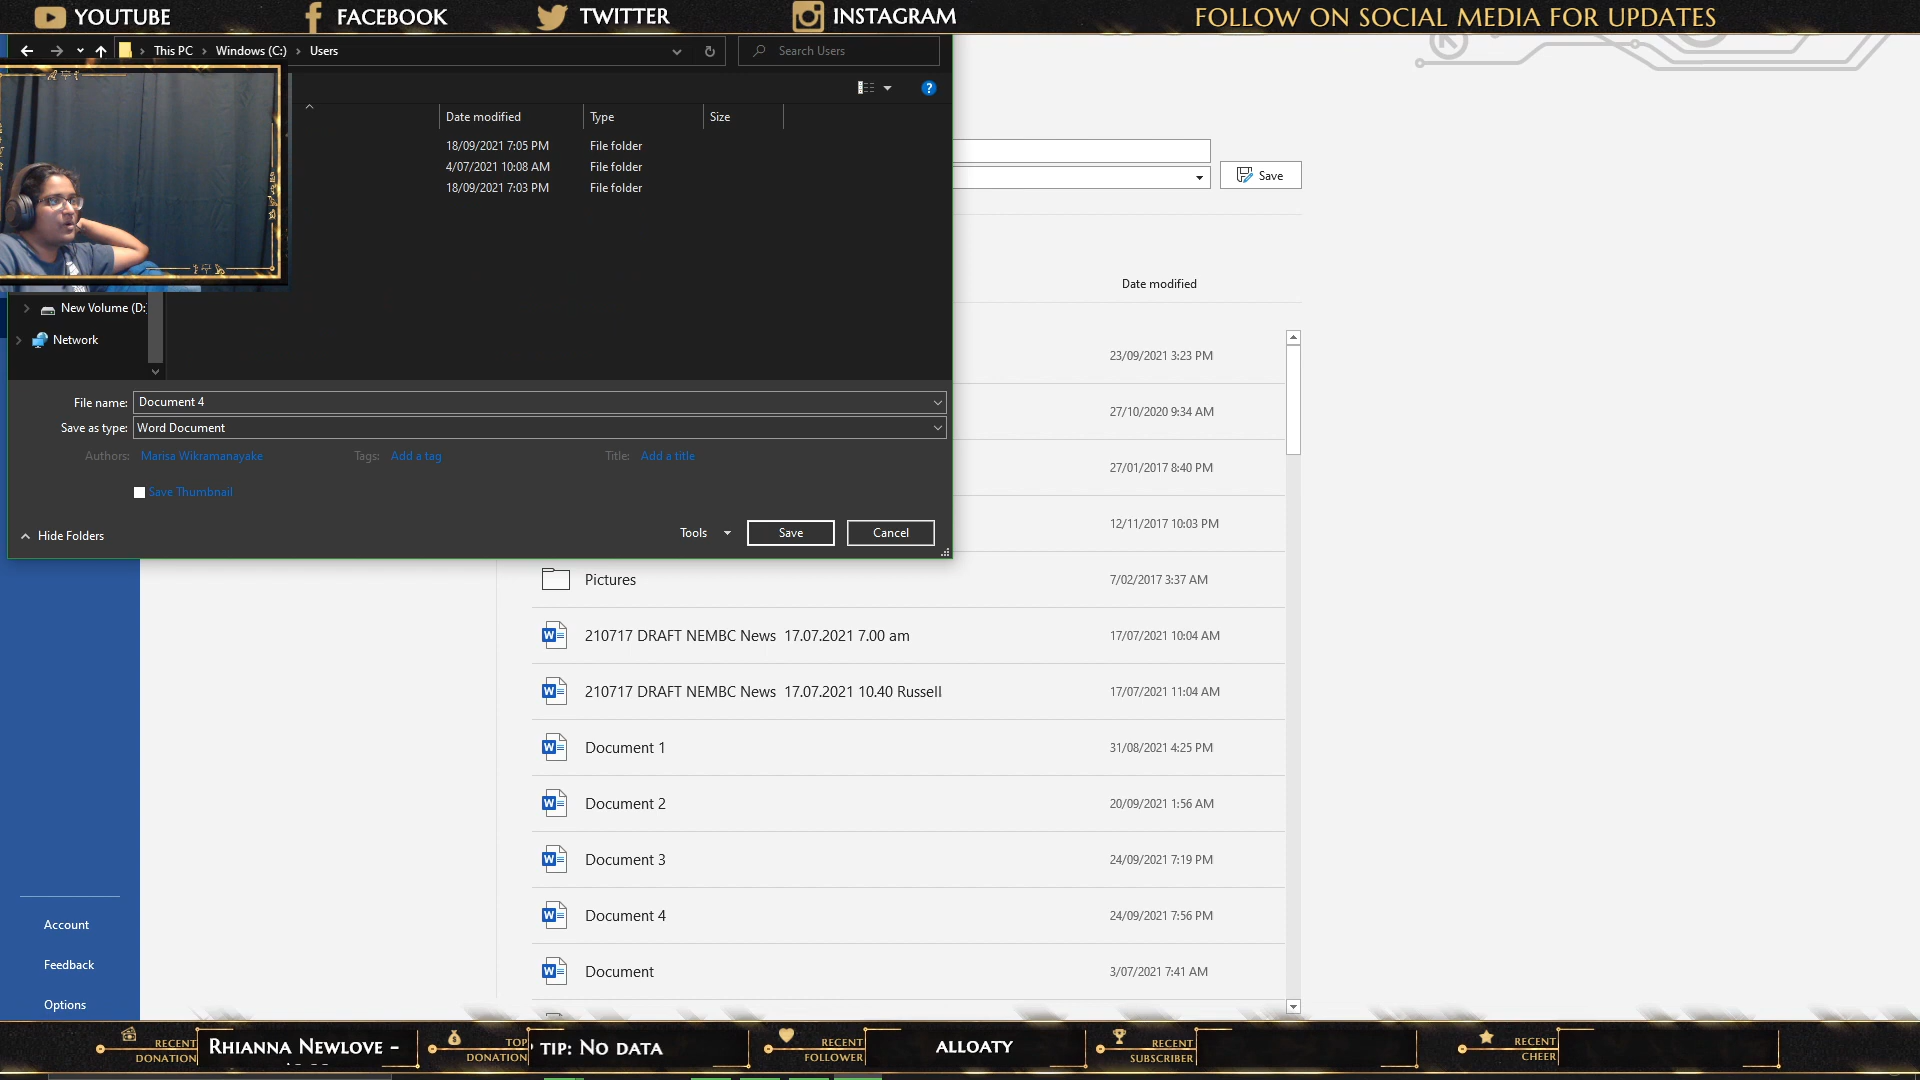 YOUTUBE FACEBOOK TWITTER INSTAGRAM FOLLOW ON SOCIAL MEDIA FOR UPDATES
This PC Windows (C:) Users
Search Users
Date modified Type Size
18/09/2021 7:05 PM File folder
4/07/2021 10:08 AM File folder
18/09/2021 7:03 PM File folder
Save
Date modified
New Volume (D:
Network
23/09/2021 3:23 PM
File name: Document 4
27/10/2020 9:34 AM
Save as type: Word Document
Authors: Marisa Wikramanayake Tags: Add a tag Title: Add a title
27/01/2017 8:40 PM
Save Thumbnail
12/11/2017 10:03 PM
Hide Folders Tools Save Cancel
Pictures 7/02/2017 3:37 AM
210717 DRAFT NEMBC News 17.07.2021 7.00 am 17/07/2021 10:04 AM
210717 DRAFT NEMBC News 17.07.2021 10.40 Russell 17/07/2021 11:04 AM
Document 1 31/08/2021 4:25 PM
Document 2 20/09/2021 1:56 AM
Document 3 24/09/2021 7:19 PM
Document 4 24/09/2021 7:56 PM
Document 3/07/2021 7:41 AM
Account
Feedback
Options
RECENT DONATION RHIANNA NEWLOVE -
TOP DONATION TIP: NO DATA
RECENT FOLLOWER ALLOATY
RECENT SUBSCRIBER
RECENT CHEER